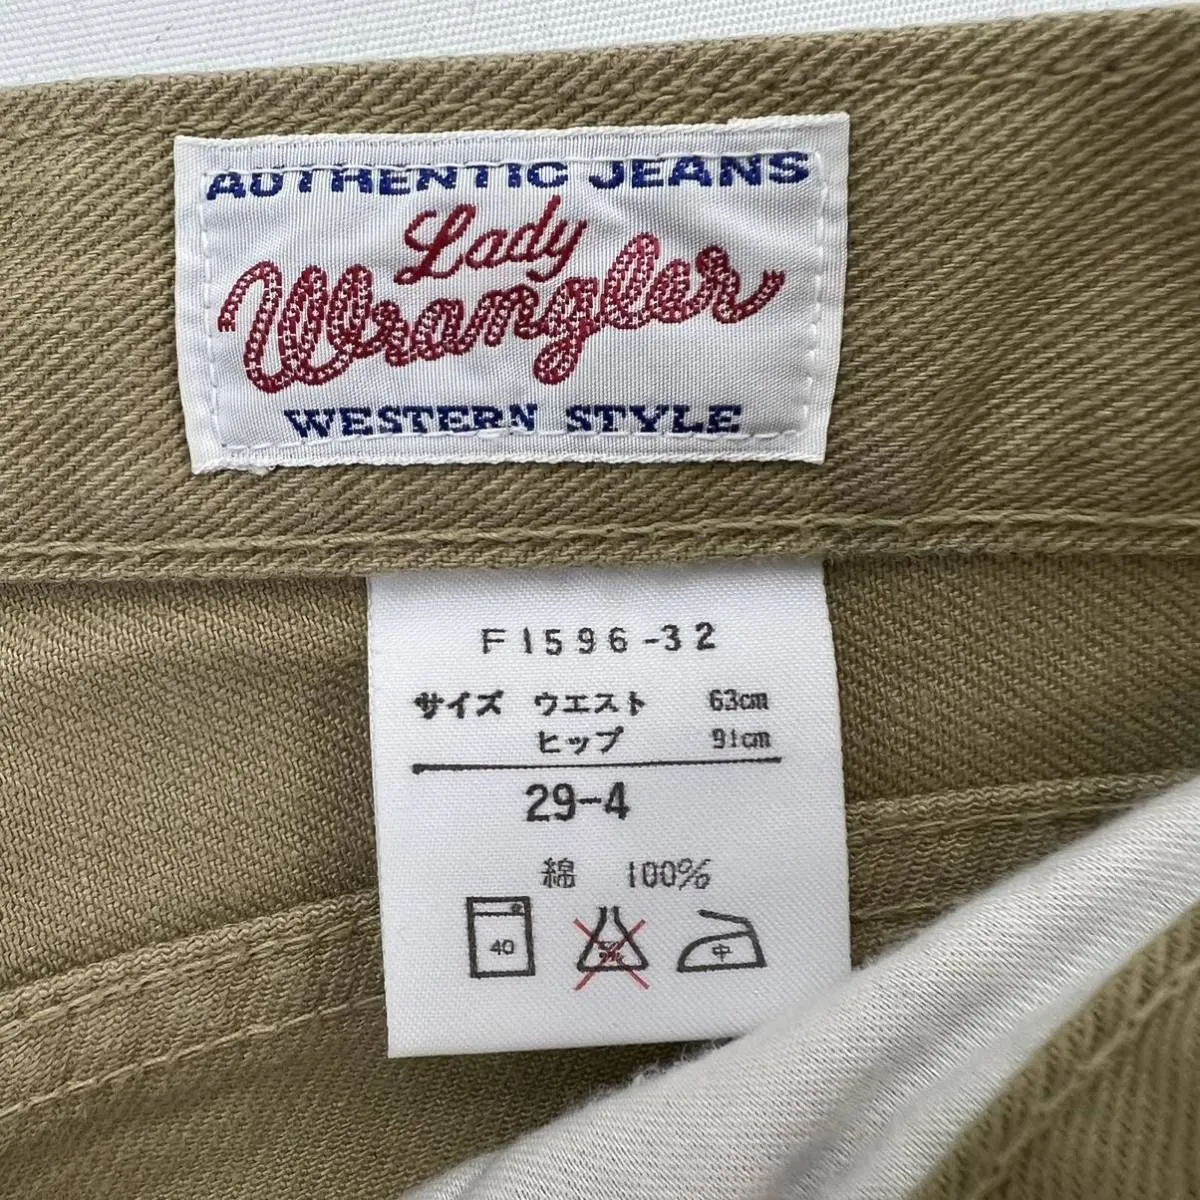 AUTHENTIC JEANS
Lady
Wrangler
WESTERN STYLE
F1596-32
サイズ ウエスト 63cm
ヒップ 91cm
29-4
綿 100%
40
中